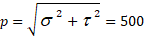 p = √(σ² + τ²) = 500